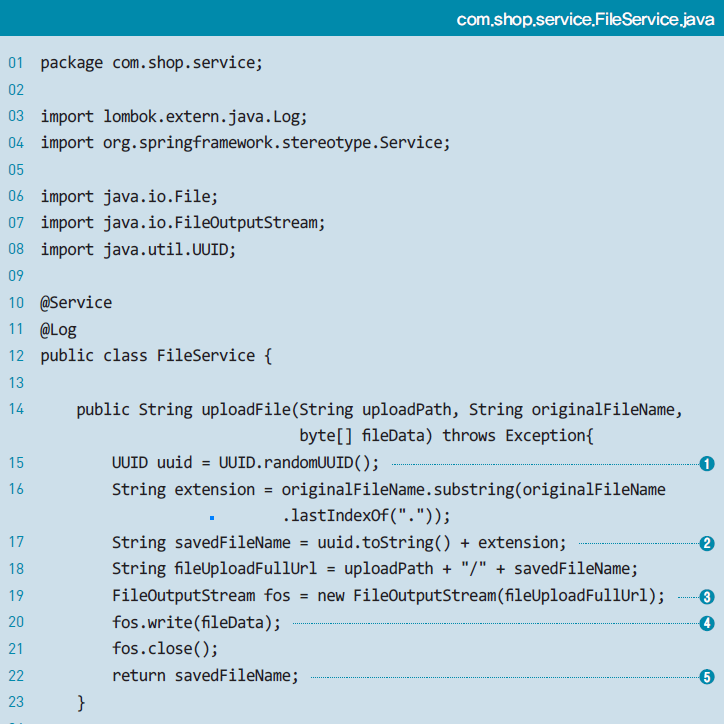 com.shop.service.FileService.java
01 package com.shop.service;
02
03 import lombok.extern.java.Log;
04 import org.springframework.stereotype.Service;
05
06 import java.io.File;
07 import java.io.FileOutputStream;
08 import java.util.UUID;
09
10 @Service
11 @Log
12 public class FileService {
13
14 public String uploadFile(String uploadPath, String originalFileName,
byte[] fileData) throws Exception{
15 UUID uuid = UUID.randomUUID(); ❶
16 String extension = originalFileName.substring(originalFileName
.lastIndexOf("."));
17 String savedFileName = uuid.toString() + extension; ❷
18 String fileUploadFullUrl = uploadPath + "/" + savedFileName;
19 FileOutputStream fos = new FileOutputStream(fileUploadFullUrl); ❸
20 fos.write(fileData); ❹
21 fos.close();
22 return savedFileName; ❺
23 }